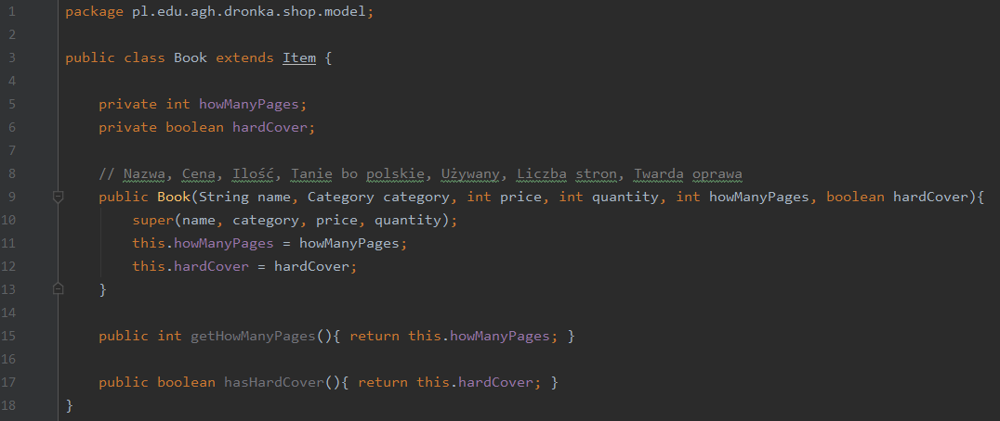 1 package pl.edu.agh.dronka.shop.model;
2
3 public class Book extends Item {
4
5 private int howManyPages;
6 private boolean hardCover;
7
8 // Nazwa, Cena, Ilość, Tanie bo polskie, Używany, Liczba stron, Twarda oprawa
9 public Book(String name, Category category, int price, int quantity, int howManyPages, boolean hardCover){
10 super(name, category, price, quantity);
11 this.howManyPages = howManyPages;
12 this.hardCover = hardCover;
13 }
14
15 public int getHowManyPages(){ return this.howManyPages; }
16
17 public boolean hasHardCover(){ return this.hardCover; }
18 }